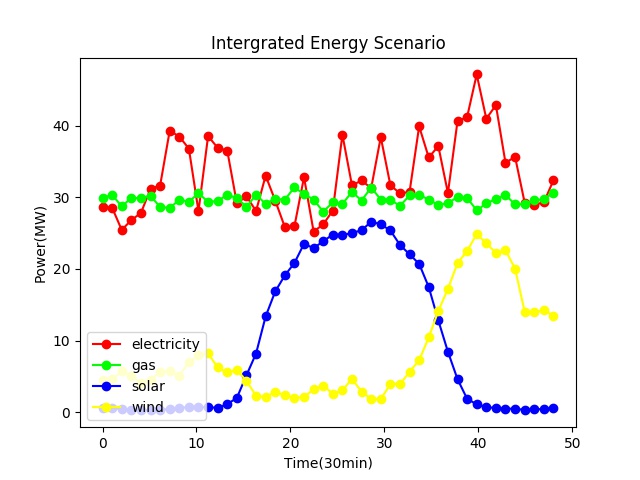 Intergrated Energy Scenario
Power(MW)
40
30
20
10
0
electricity
gas
solar
wind
0 10 20 30 40 50
Time(30min)